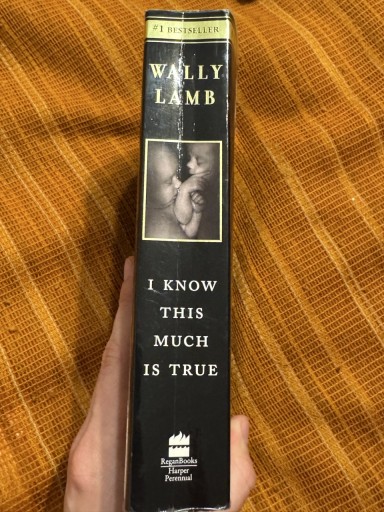 #1 BESTSELLER
WALLY
LAMB
I KNOW
THIS
MUCH
IS TRUE
ReganBooks
Harper
Perennial